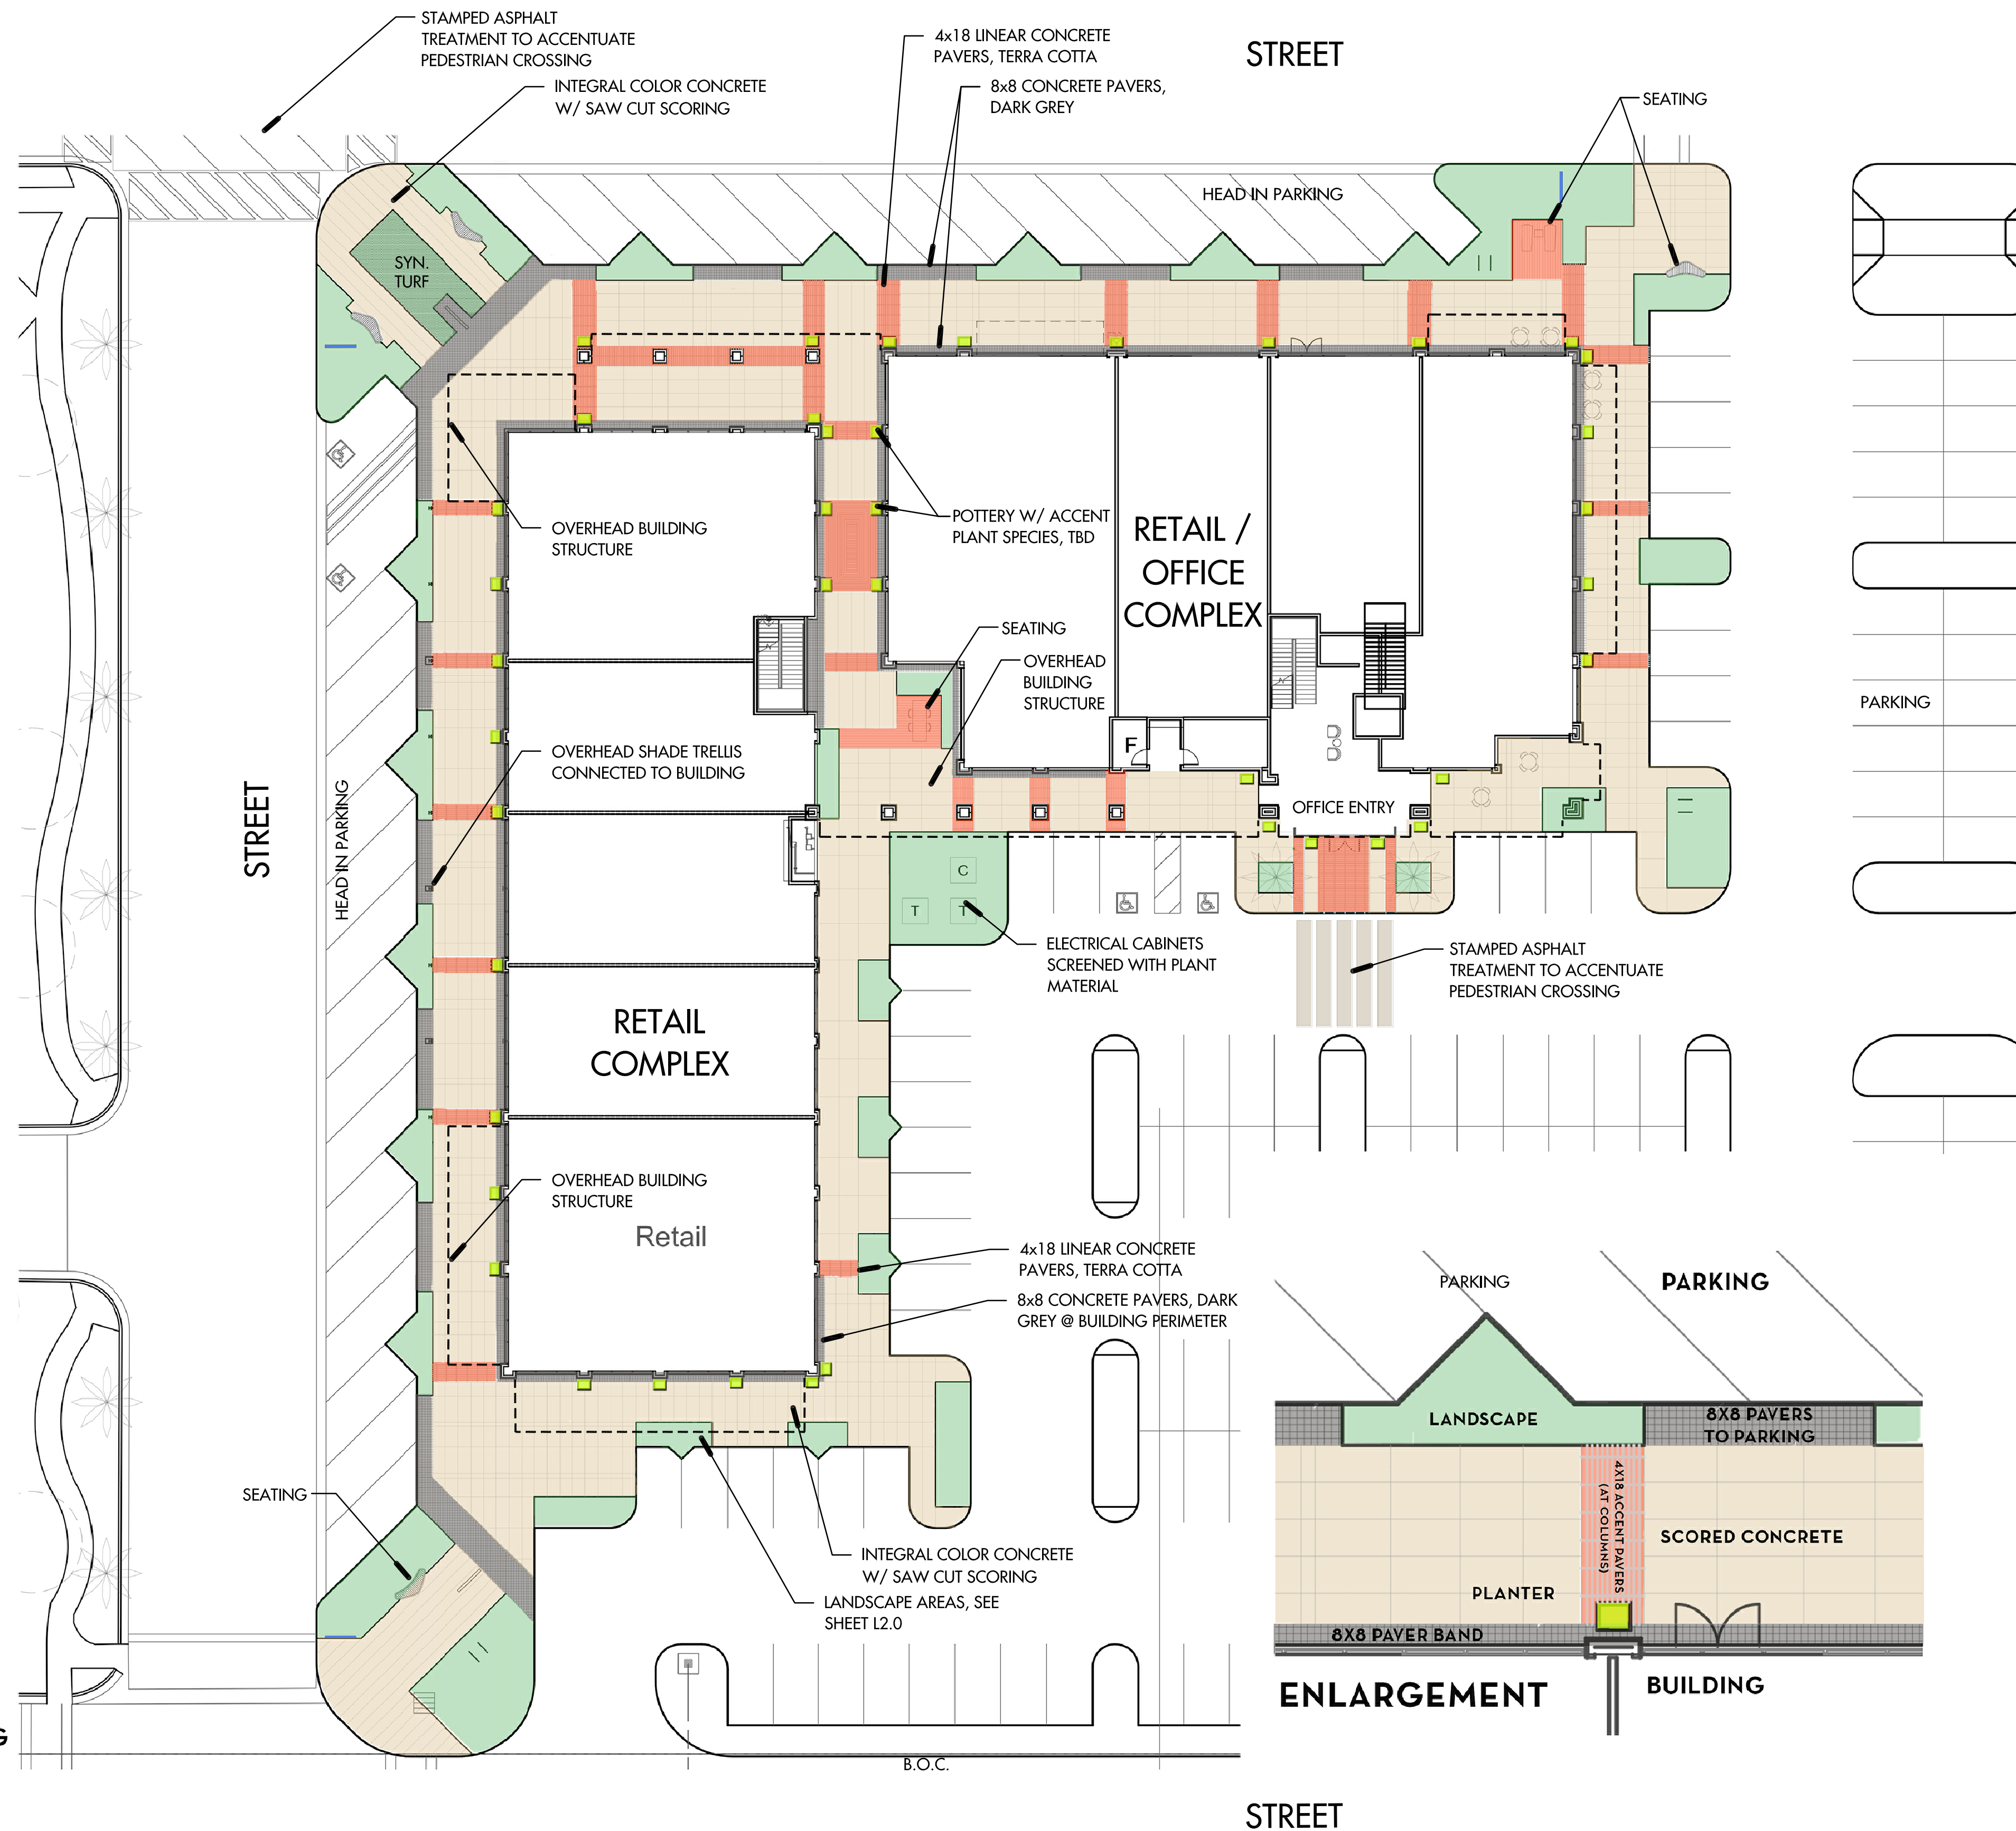 STAMPED ASPHALT
TREATMENT TO ACCENTUATE
PEDESTRIAN CROSSING
INTEGRAL COLOR CONCRETE
W/ SAW CUT SCORING
4x18 LINEAR CONCRETE
PAVERS, TERRA COTTA
8x8 CONCRETE PAVERS,
DARK GREY
STREET
SEATING
HEAD IN PARKING
SYN.
TURF
OVERHEAD BUILDING
STRUCTURE
POTTERY W/ ACCENT
PLANT SPECIES, TBD
RETAIL /
OFFICE
COMPLEX
SEATING
OVERHEAD
BUILDING
STRUCTURE
PARKING
F
OVERHEAD SHADE TRELLIS
CONNECTED TO BUILDING
STREET
HEAD IN PARKING
OFFICE ENTRY
C
T
T
ELECTRICAL CABINETS
SCREENED WITH PLANT
MATERIAL
STAMPED ASPHALT
TREATMENT TO ACCENTUATE
PEDESTRIAN CROSSING
RETAIL
COMPLEX
OVERHEAD BUILDING
STRUCTURE
Retail
4x18 LINEAR CONCRETE
PAVERS, TERRA COTTA
8x8 CONCRETE PAVERS, DARK
GREY @ BUILDING PERIMETER
SEATING
INTEGRAL COLOR CONCRETE
W/ SAW CUT SCORING
LANDSCAPE AREAS, SEE
SHEET L2.0
PARKING
PARKING
LANDSCAPE
8X8 PAVERS
TO PARKING
4X18 ACCENT PAVERS
(AT COLUMNS)
SCORED CONCRETE
PLANTER
8X8 PAVER BAND
ENLARGEMENT
BUILDING
G
B.O.C.
STREET